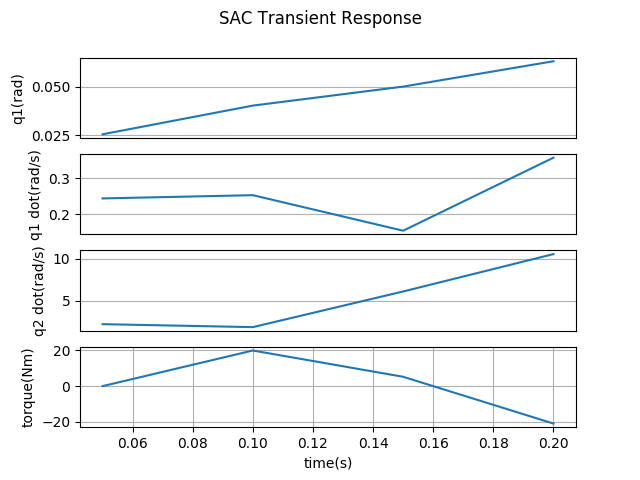 SAC Transient Response
q1(rad)
0.050
0.025
q1 dot(rad/s)
0.3
0.2
q2 dot(rad/s)
10
5
torque(Nm)
20
0
−20
0.06 0.08 0.10 0.12 0.14 0.16 0.18 0.20
time(s)